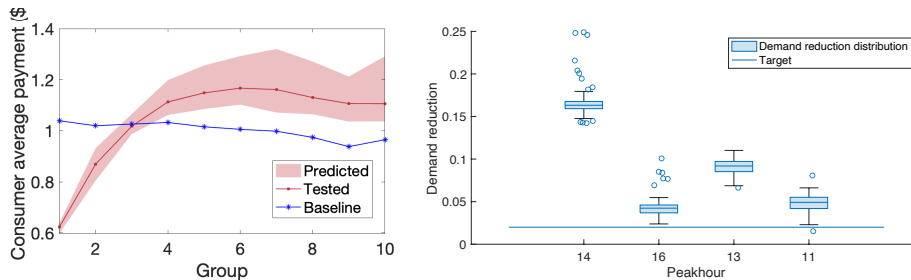 Consumer average payment ($
1.4
1.2
1
0.8
0.6
2
4
6
8
10
Group
Predicted
Tested
Baseline
Demand reduction
0.25
0.2
0.15
0.1
0.05
0
14
16
13
11
Peakhour
Demand reduction distribution
Target